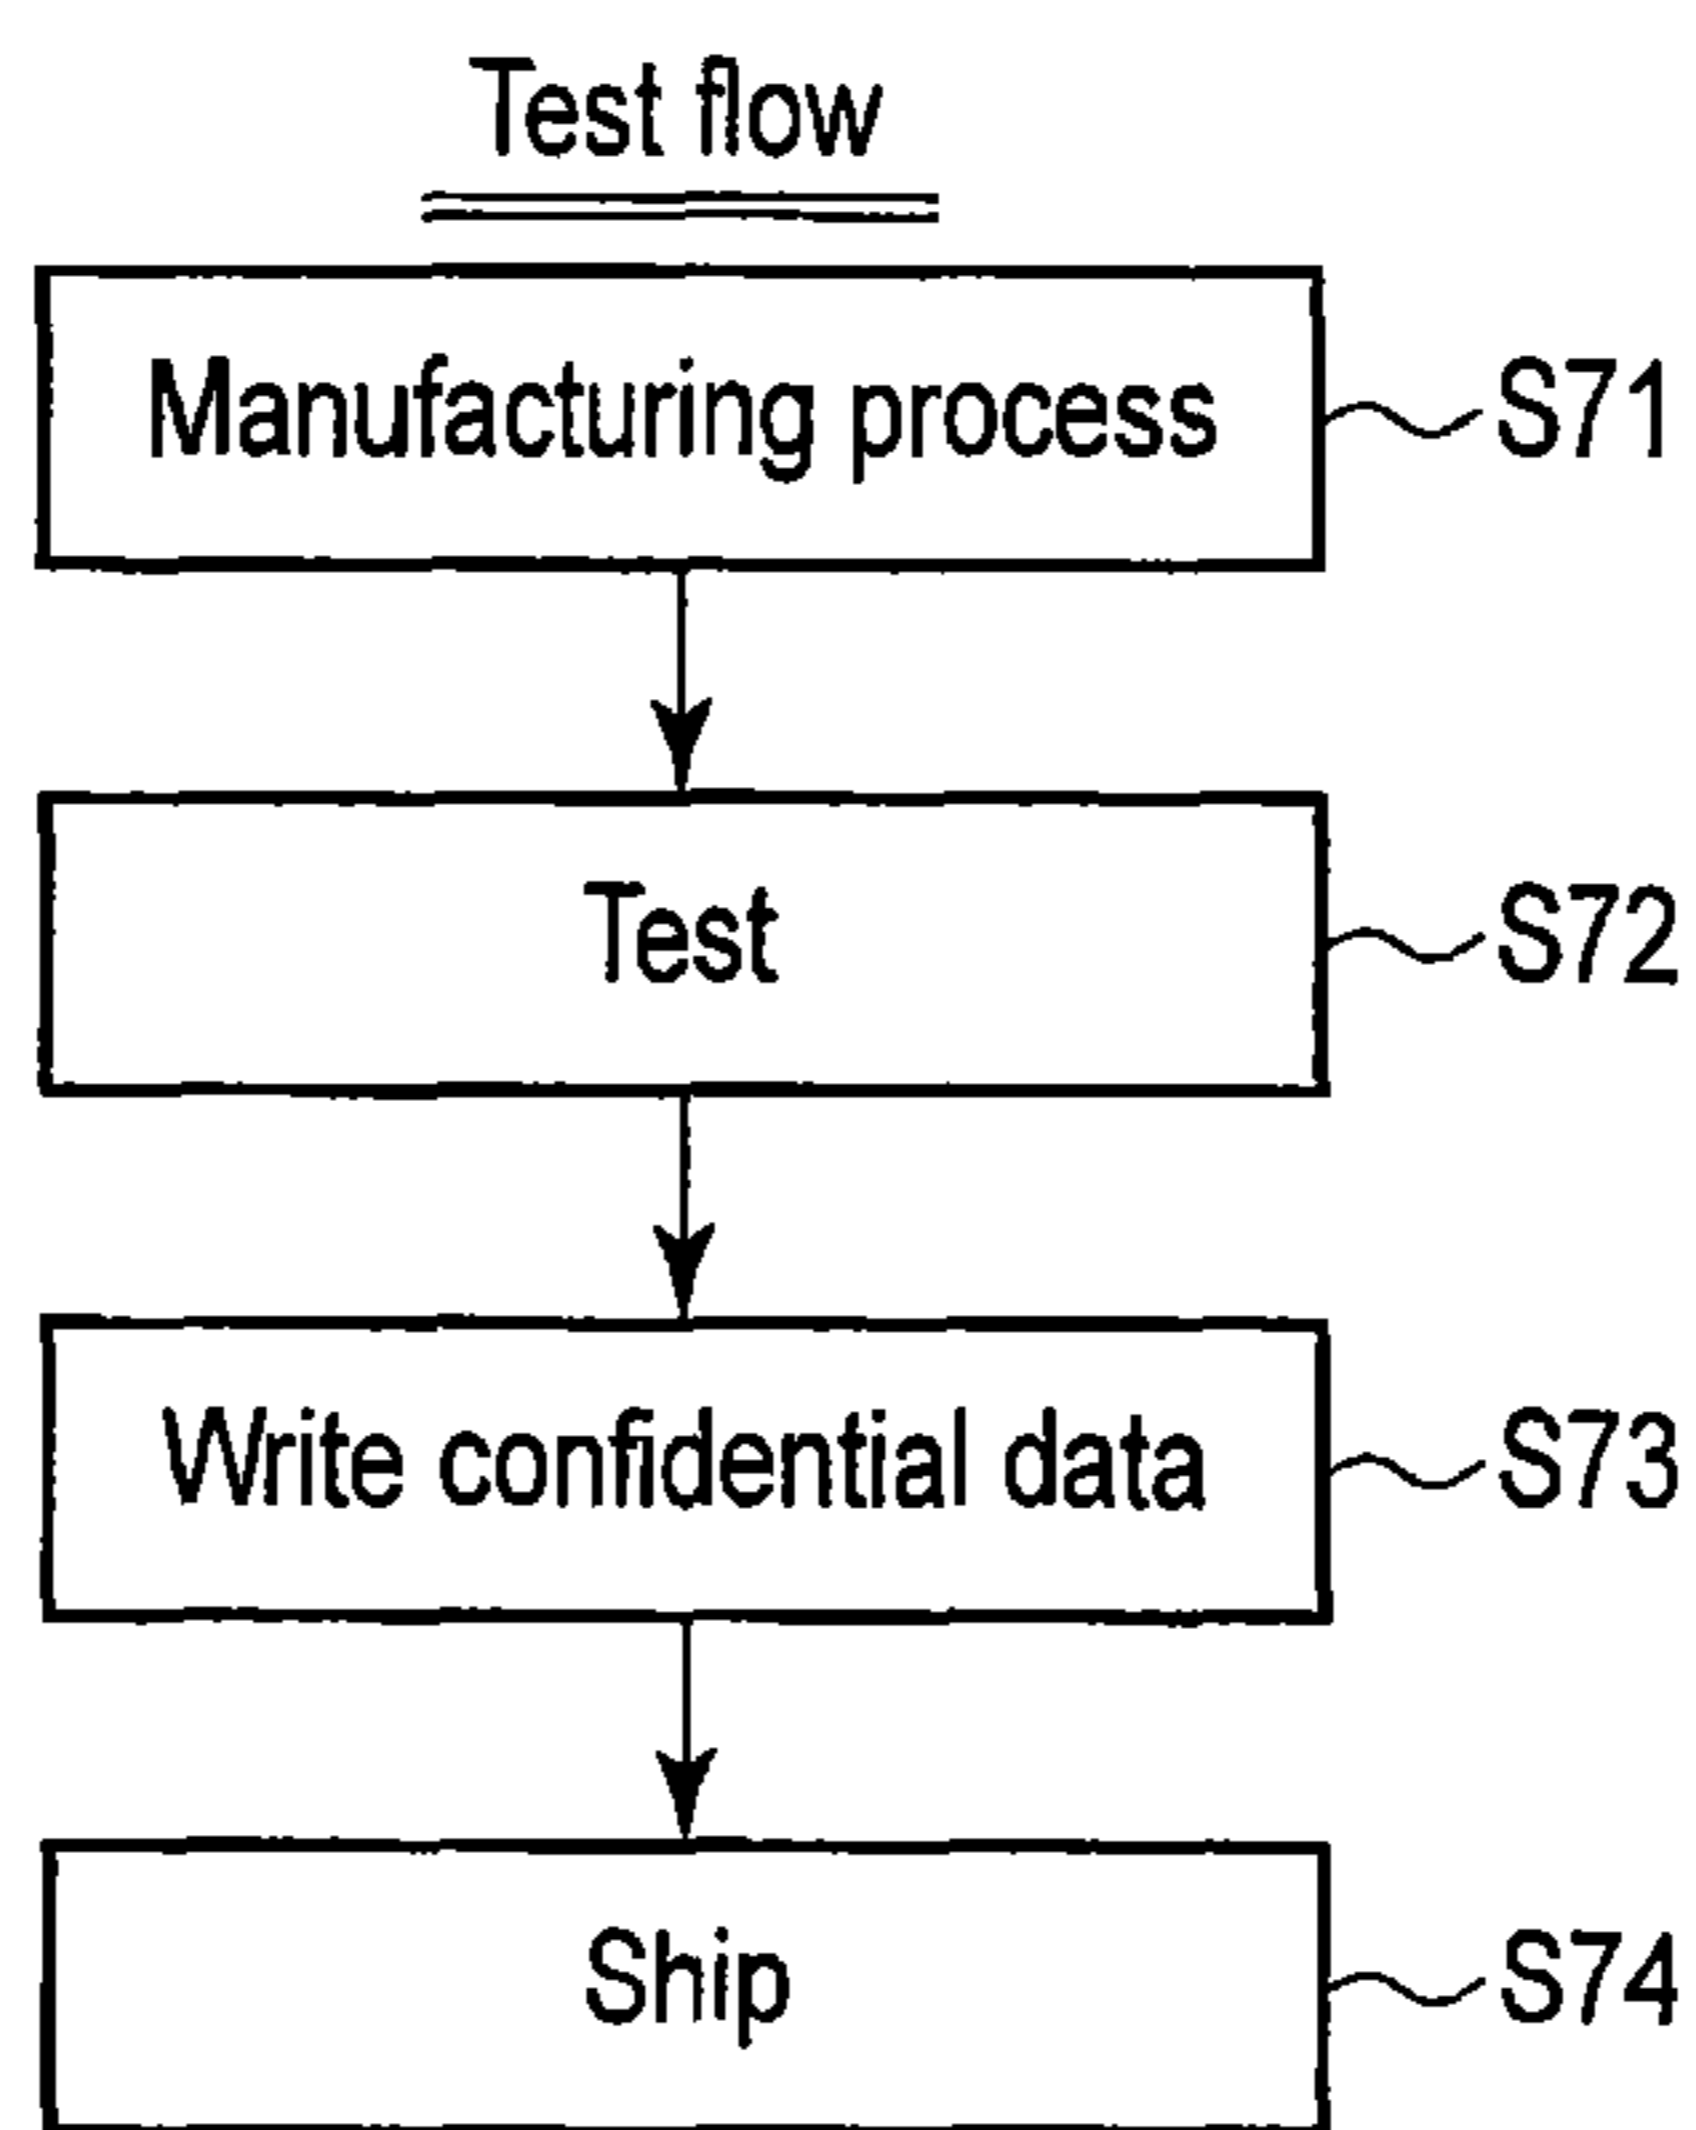 Test flow
Manufacturing process S71
Test S72
Write confidential data S73
Ship S74